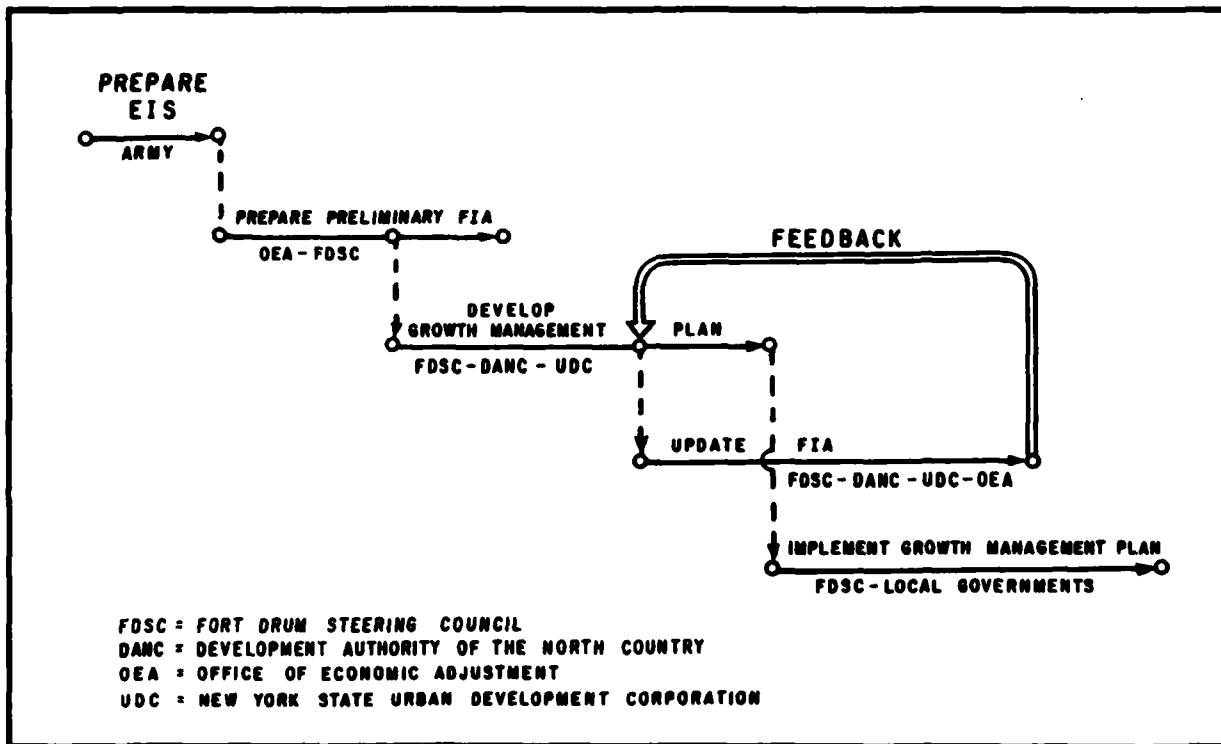 PREPARE
EIS
ARMY
PREPARE PRELIMINARY FIA
OEA-FDSC
FEEDBACK
DEVELOP
GROWTH MANAGEMENT PLAN
FDSC-DANC-UDC
UPDATE FIA
FDSC-DANC-UDC-OEA
IMPLEMENT GROWTH MANAGEMENT PLAN
FDSC-LOCAL GOVERNMENTS
FDSC = FORT DRUM STEERING COUNCIL
DANC = DEVELOPMENT AUTHORITY OF THE NORTH COUNTRY
OEA = OFFICE OF ECONOMIC ADJUSTMENT
UDC = NEW YORK STATE URBAN DEVELOPMENT CORPORATION